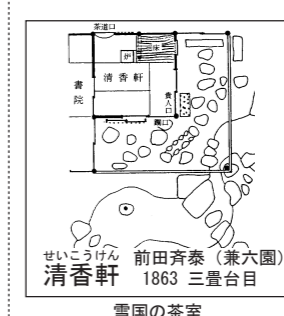 茶道口
床
炉
清香軒
書院
貴人口
躙口
せいこうけん
清香軒
前田斉泰（兼六園）
1863 三畳台目
雪国の茶室